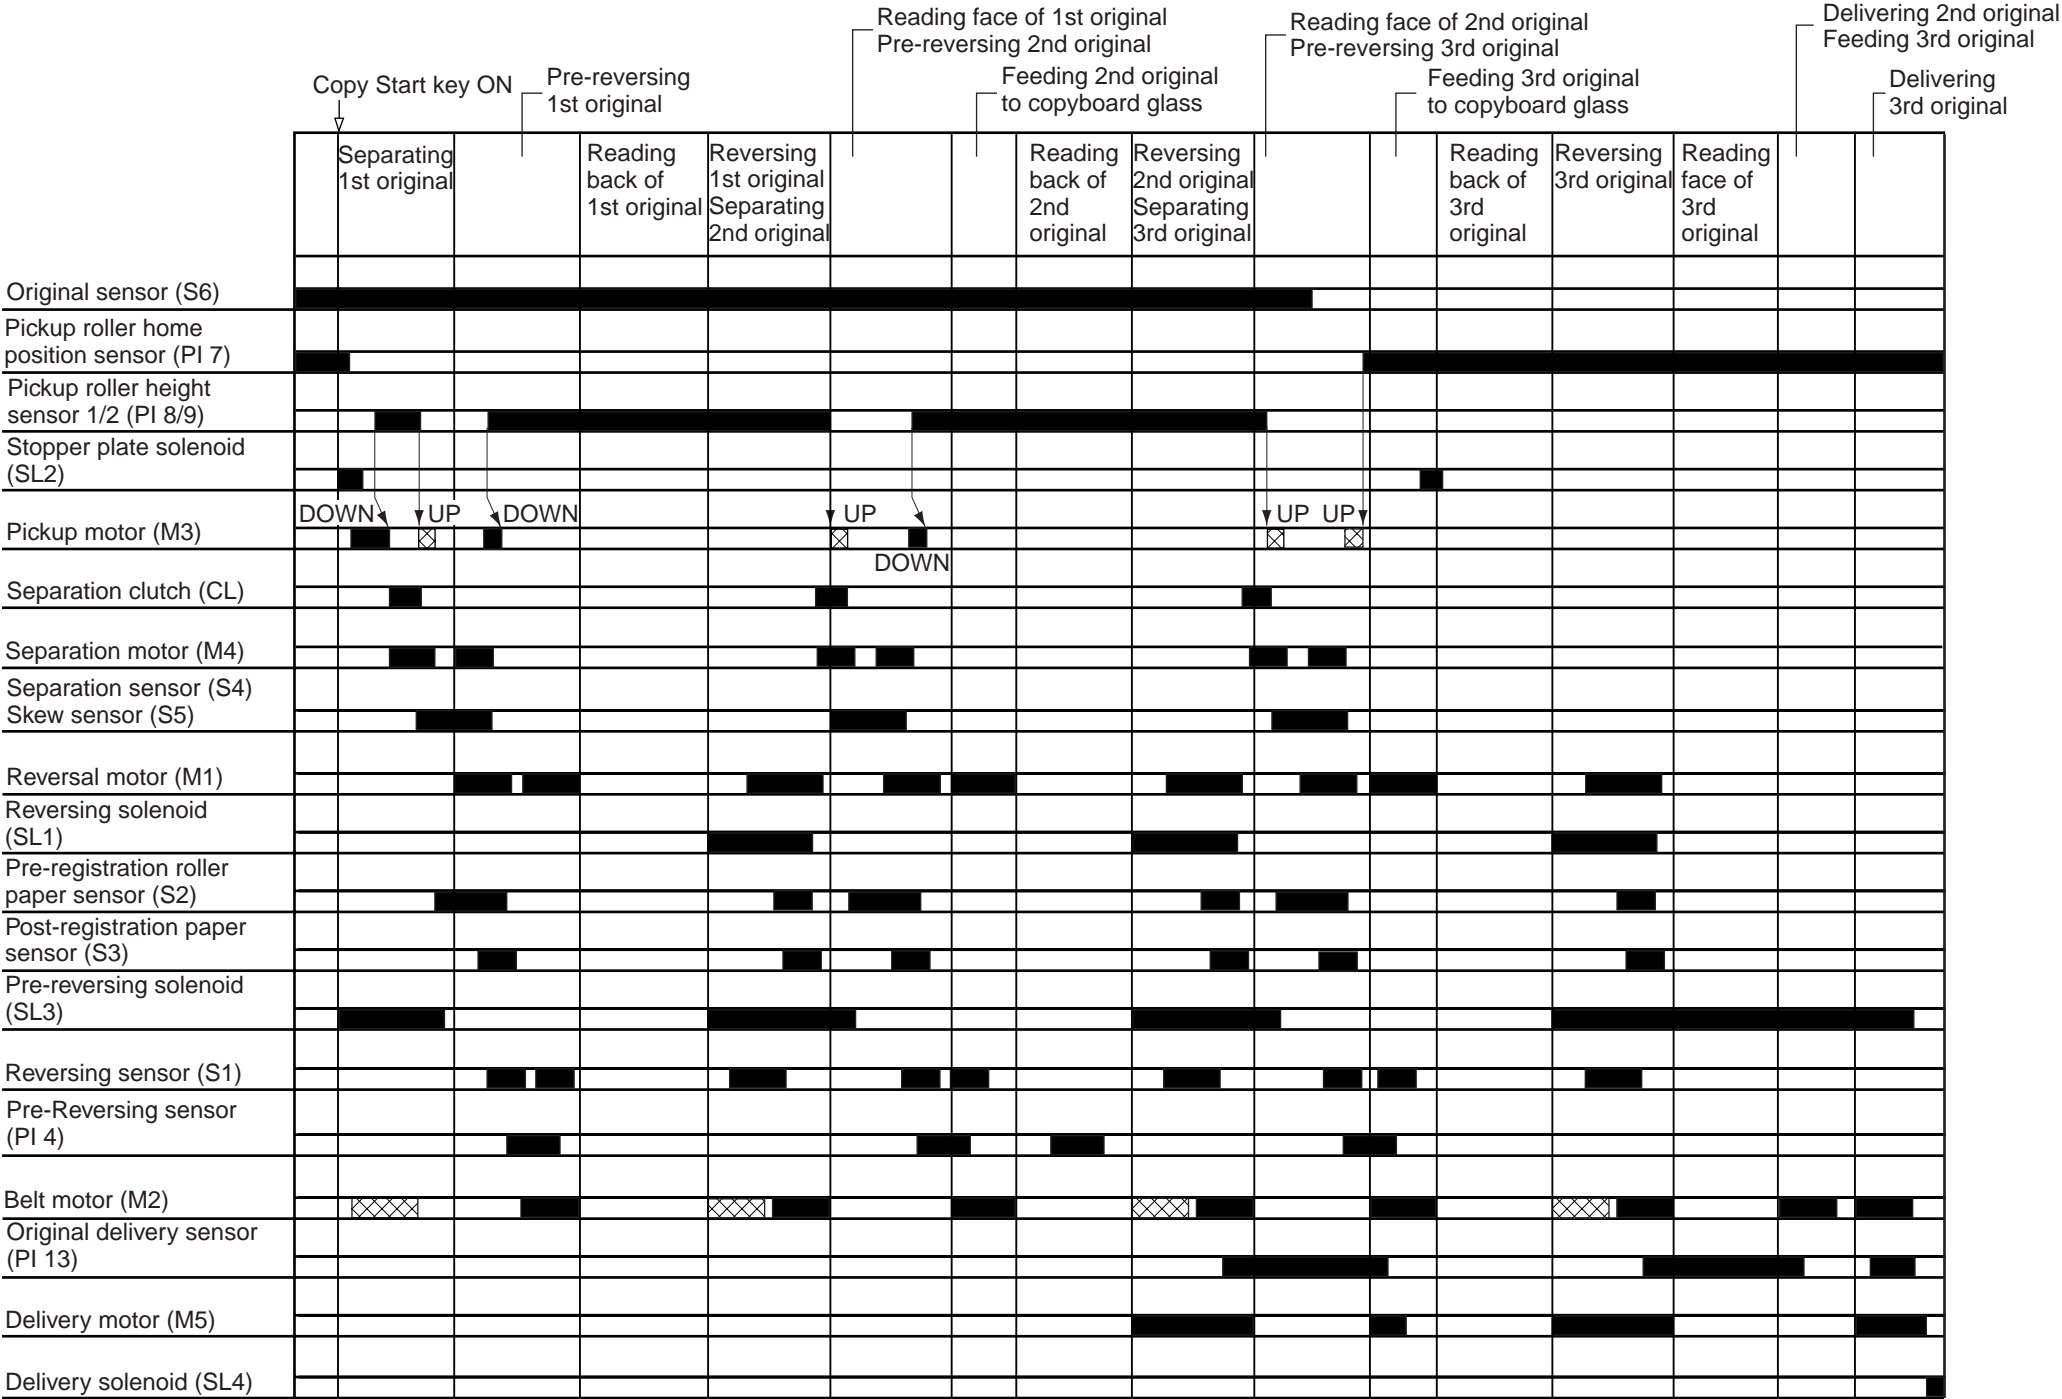 Reading face of 1st original
Pre-reversing 2nd original
Reading face of 2nd original
Pre-reversing 3rd original
Delivering 2nd original
Feeding 3rd original
Copy Start key ON
Pre-reversing
1st original
Feeding 2nd original
to copyboard glass
Feeding 3rd original
to copyboard glass
Delivering
3rd original
Separating
1st original
Reading
back of
1st original
Reversing
1st original
Separating
2nd original
Reading
back of
2nd
original
Reversing
2nd original
Separating
3rd original
Reading
back of
3rd
original
Reversing
3rd original
Reading
face of
3rd
original
Original sensor (S6)
Pickup roller home
position sensor (PI 7)
Pickup roller height
sensor 1/2 (PI 8/9)
Stopper plate solenoid
(SL2)
Pickup motor (M3)
DOWN
UP
DOWN
UP
DOWN
UP
UP
Separation clutch (CL)
Separation motor (M4)
Separation sensor (S4)
Skew sensor (S5)
Reversal motor (M1)
Reversing solenoid
(SL1)
Pre-registration roller
paper sensor (S2)
Post-registration paper
sensor (S3)
Pre-reversing solenoid
(SL3)
Reversing sensor (S1)
Pre-Reversing sensor
(PI 4)
Belt motor (M2)
Original delivery sensor
(PI 13)
Delivery motor (M5)
Delivery solenoid (SL4)